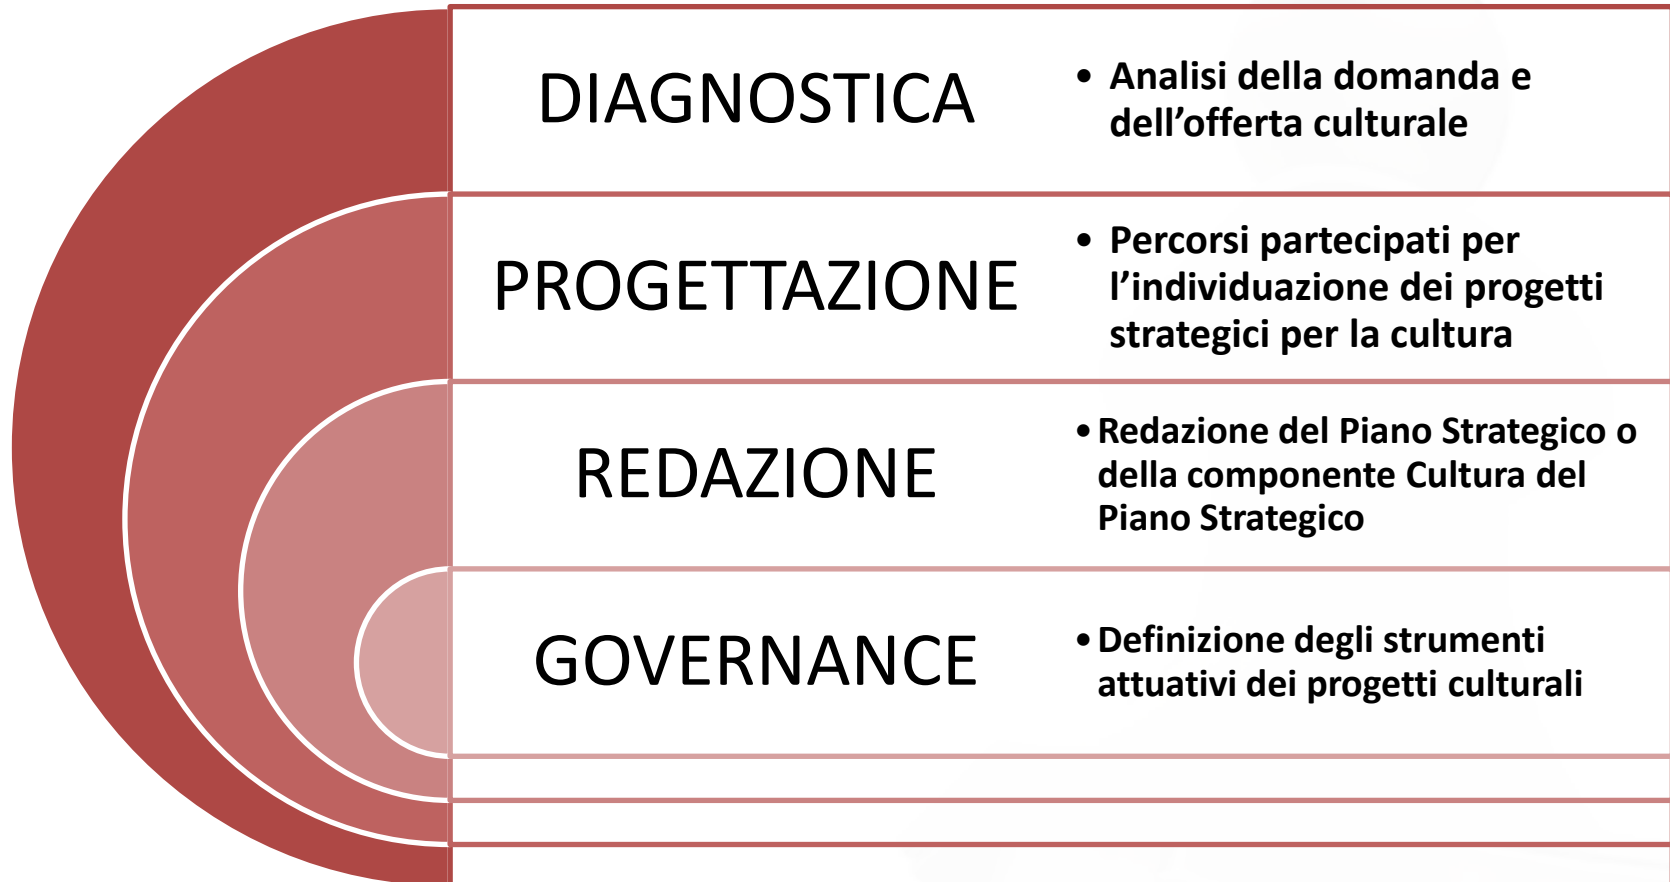 DIAGNOSTICA
• Analisi della domanda e
dell’offerta culturale
PROGETTAZIONE
• Percorsi partecipati per
l’individuazione dei progetti
strategici per la cultura
REDAZIONE
• Redazione del Piano Strategico o
della componente Cultura del
Piano Strategico
GOVERNANCE
• Definizione degli strumenti
attuativi dei progetti culturali